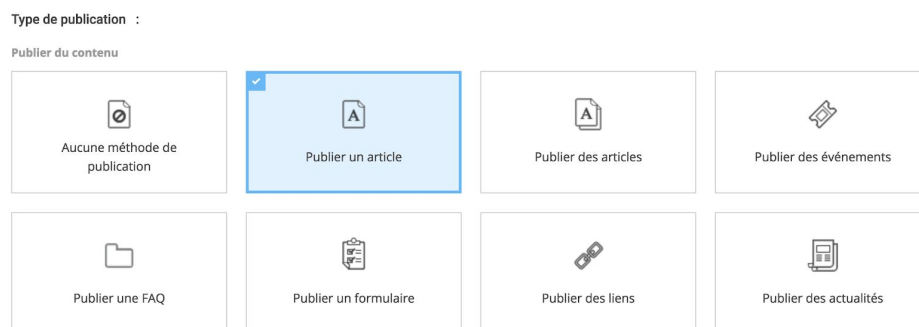 Type de publication :
Publier du contenu
Aucune méthode de
publication
Publier un article
Publier des articles
Publier des événements
Publier une FAQ
Publier un formulaire
Publier des liens
Publier des actualités